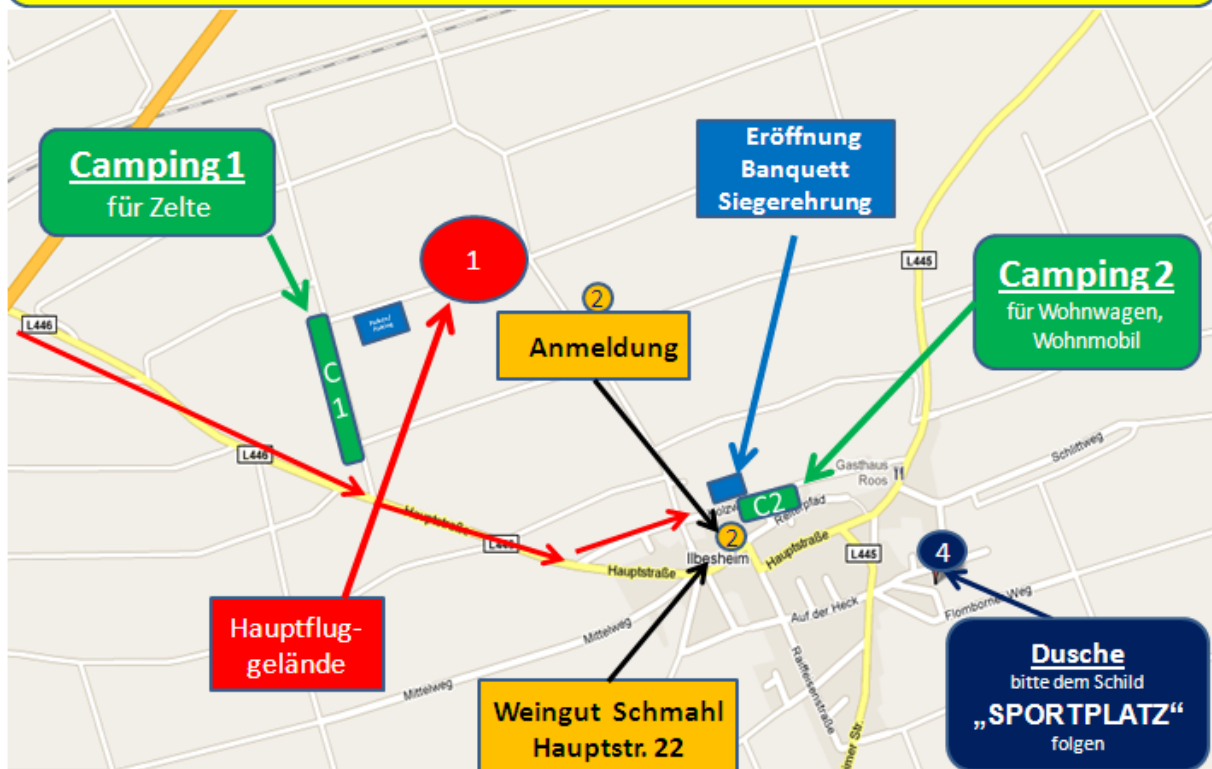 Camping 1
für Zelte
Eröffnung
Banquett
Siegerehrung
1
L445
Camping 2
für Wohnwagen,
Wohnmobil
2
Anmeldung
L446
C
1
L446
Schlittweg
Gasthaus
Roos
C2
Reiterpfad
Hauptstraße
2
Ilbesheim
Hauptstraße
L445
4
Hauptstraße
Auf der Heck
Flomborner Weg
Mittelweg
Hauptflug-
gelände
Raiffeisenstraße
Mittelweg
Dusche
bitte dem Schild
„SPORTPLATZ“
folgen
Weingut Schmahl
Hauptstr. 22